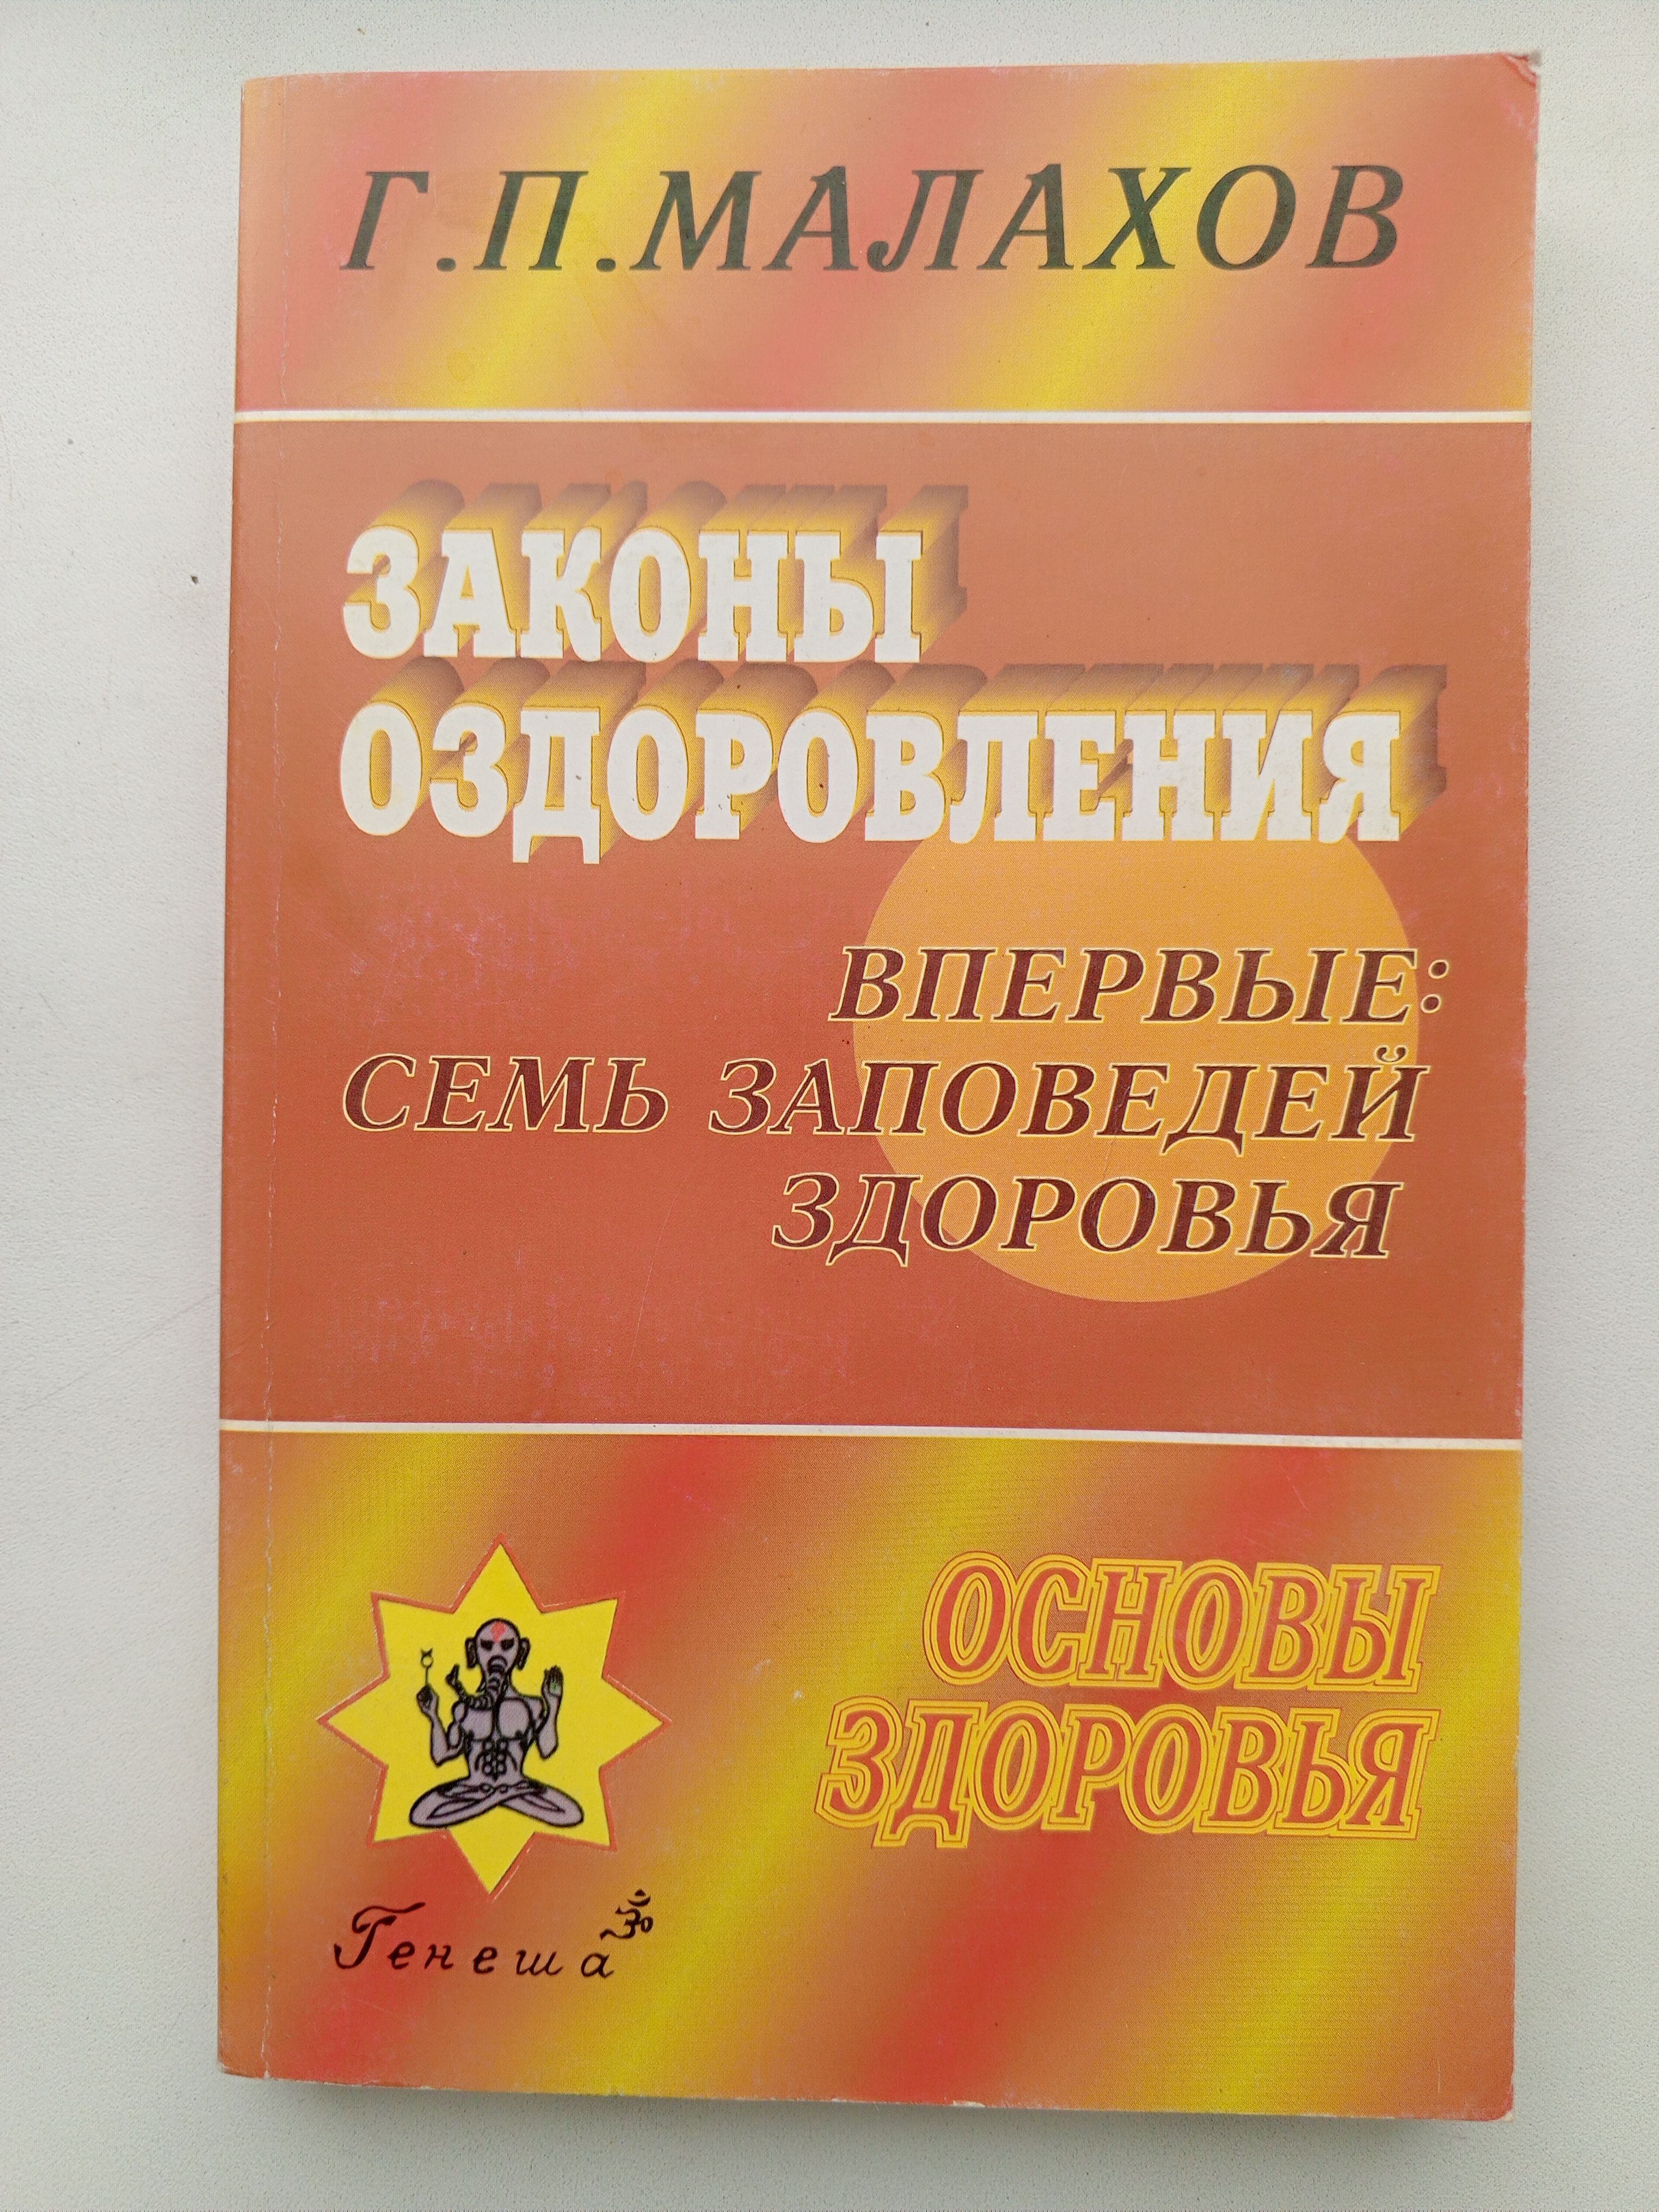 Г.П.МАЛАХОВ
ЗАКОНЫ
ОЗДОРОВЛЕНИЯ
ВПЕРВЫЕ:
СЕМЬ ЗАПОВЕДЕЙ
ЗДОРОВЬЯ
ОСНОВЫ
ЗДОРОВЬЯ
Генеша ॐ